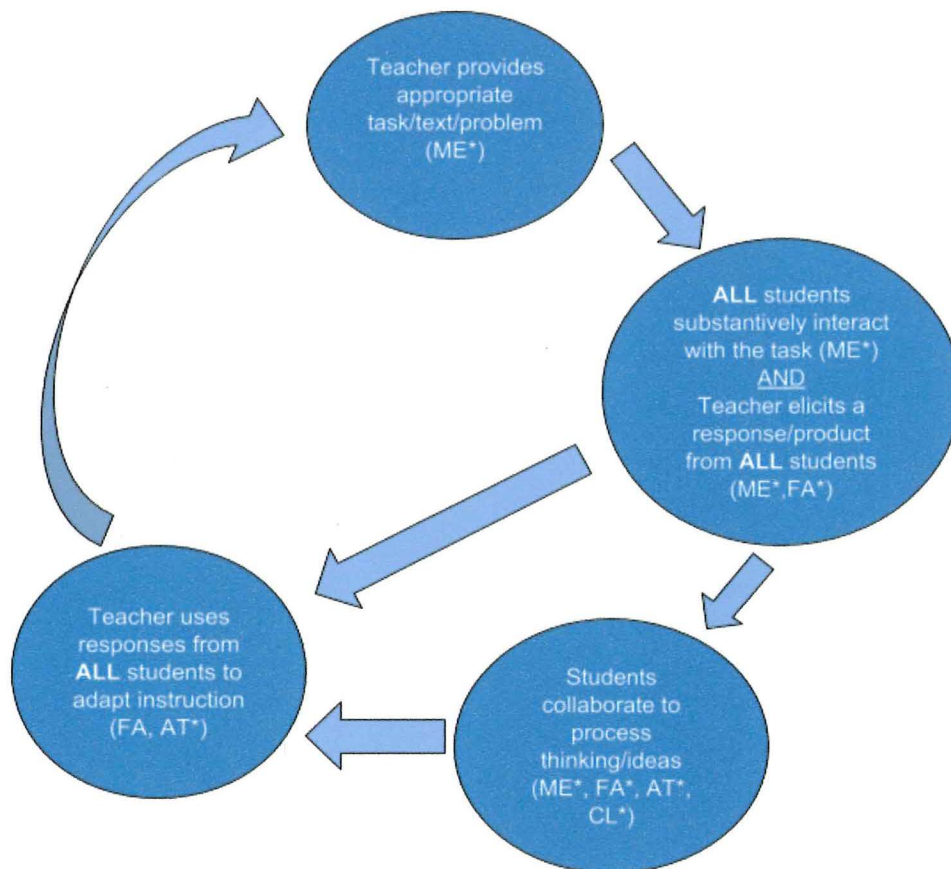 Teacher provides
appropriate
task/text/problem
(ME*)
ALL students
substantively interact
with the task (ME*)
AND
Teacher elicits a
response/product
from ALL students
(ME*,FA*)
Teacher uses
responses from
ALL students to
adapt instruction
(FA, AT*)
Students
collaborate to
process
thinking/ideas
(ME*, FA*, AT*,
CL*)